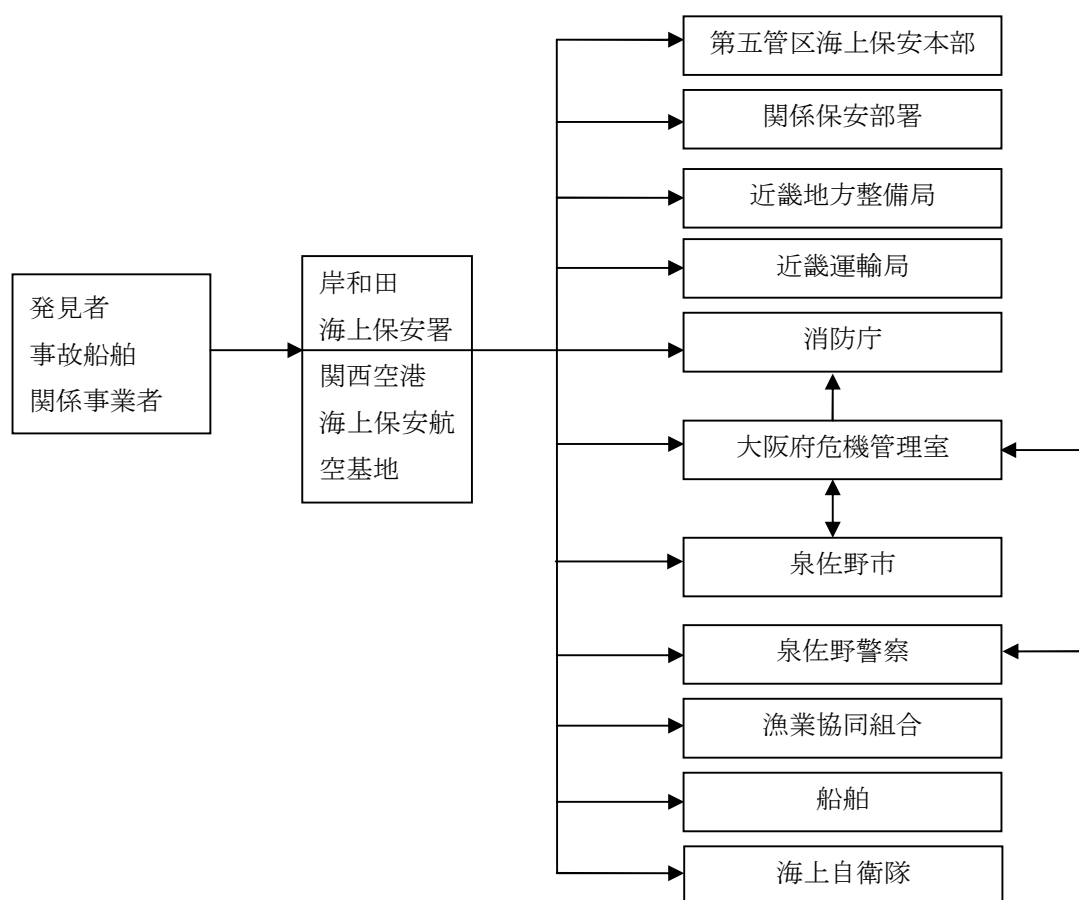 第五管区海上保安本部
関係保安部署
近畿地方整備局
近畿運輸局
発見者
事故船舶
関係事業者
岸和田
海上保安署
関西空港
海上保安航
空基地
消防庁
大阪府危機管理室
泉佐野市
泉佐野警察
漁業協同組合
船舶
海上自衛隊